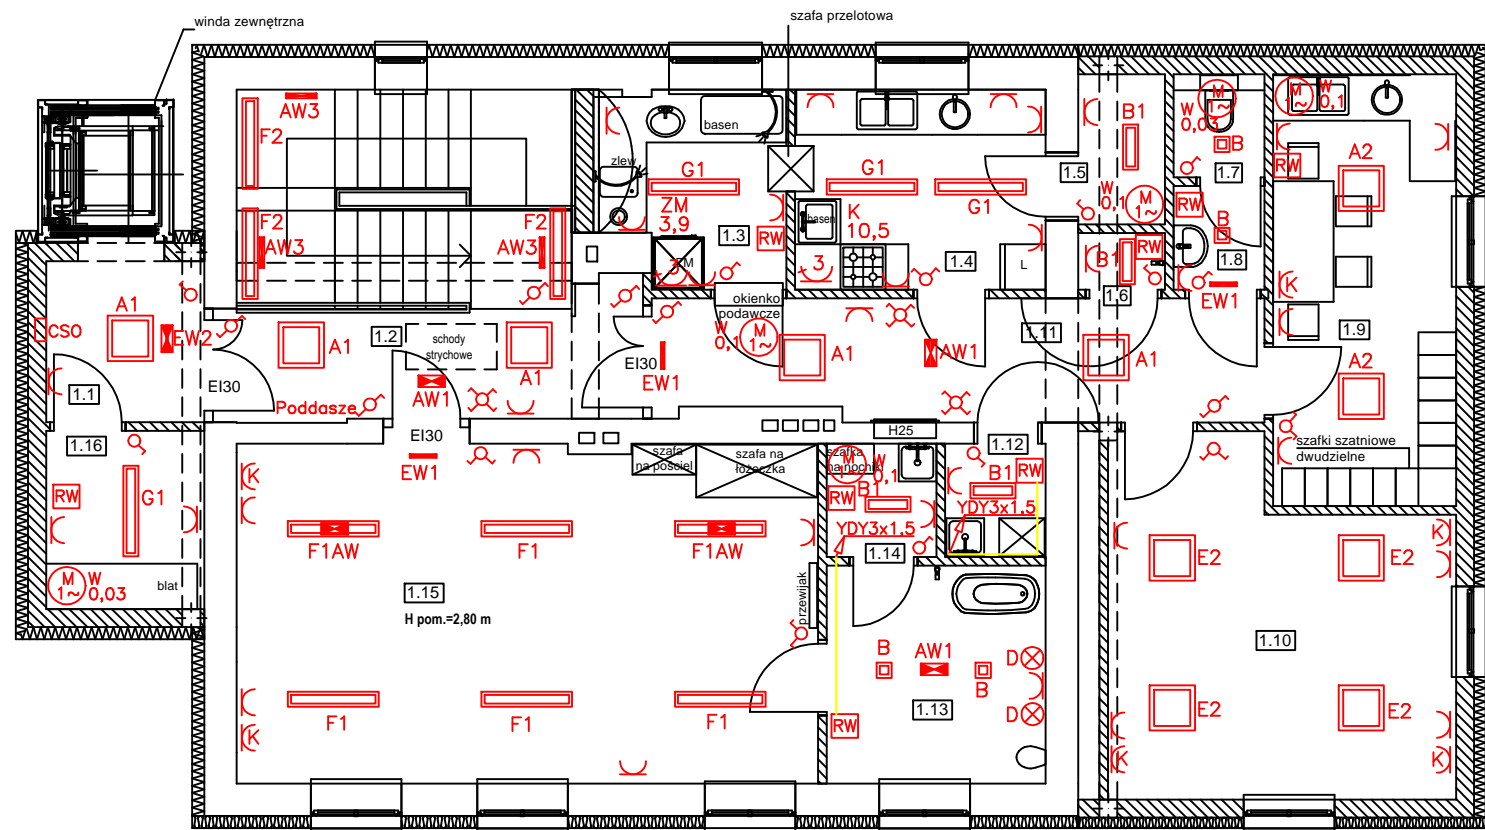 winda zewnętrzna
szafa przelotowa
AW3
F2
F2
AW3
AW3
F2
basen
zlew
G1
ZM
3,9
1.3
RW
3
ZM
okienko
podawcze
G1
G1
basen
K
10,5
3
1.4
L
1.5
B1
W
0,1
M
1~
B1
RW
1.6
1.11
M
1~
W
0,03
B
1.7
RW
B
1.8
EW1
M
1~
W
0,1
RW
A2
K
1.9
A2
szafki szatniowe
dwudzielne
CSO
A1
EW2
1.1
EI30
A1
1.2
schody
strychowe
A1
AW1
Poddasze
EI30
EI30
EW1
W
0,1
M
1~
A1
AW1
A1
H25
1.16
RW
G1
M
1~
W
0,03
blat
EW1
K
szafa
na pościel
szafa na
łóżeczka
F1AW
F1
F1AW
1.15
H pom.=2,80 m
przewijak
F1
F1
F1
K
szafka
na nocniki
M
1~
W
0,1
RW
B1
YDY3x1,5
1.14
1.12
RW
B1
YDY3x1,5
B
AW1
B
D
D
1.13
RW
K
E2
E2
1.10
E2
E2
K
K